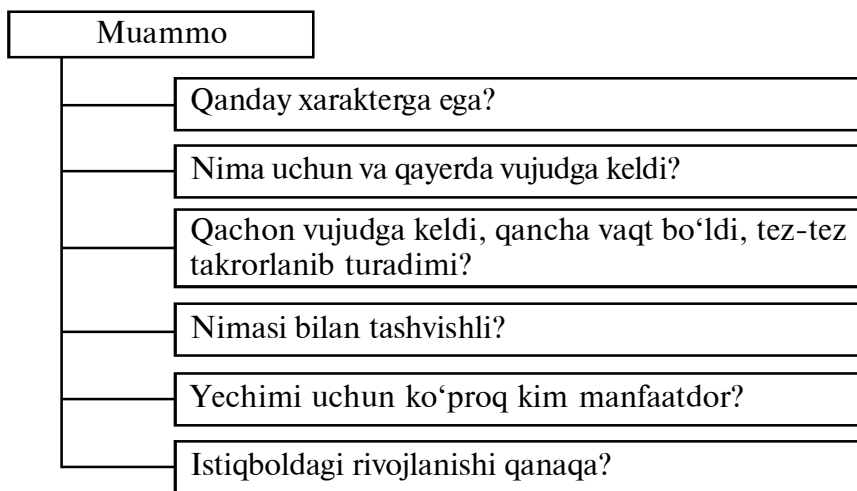 Muammo
Qanday xarakterga ega?
Nima uchun va qayerda vujudga keldi?
Qachon vujudga keldi, qancha vaqt bo‘ldi, tez-tez
takrorlanib turadimi?
Nimasi bilan tashvishli?
Yechimi uchun ko‘proq kim manfaatdor?
Istiqboldagi rivojlanishi qanaqa?